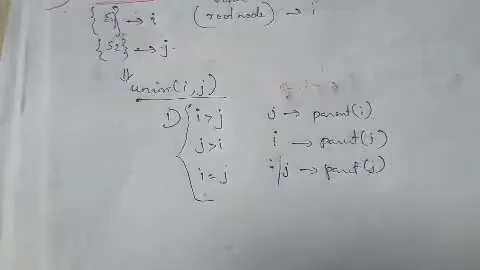 {S1} → i (root node) → i
{S2} → j
⇓
union(i,j)
1) { i > j j → parent(i)
j > i i → parent(j)
i = j i/j → parent(j)